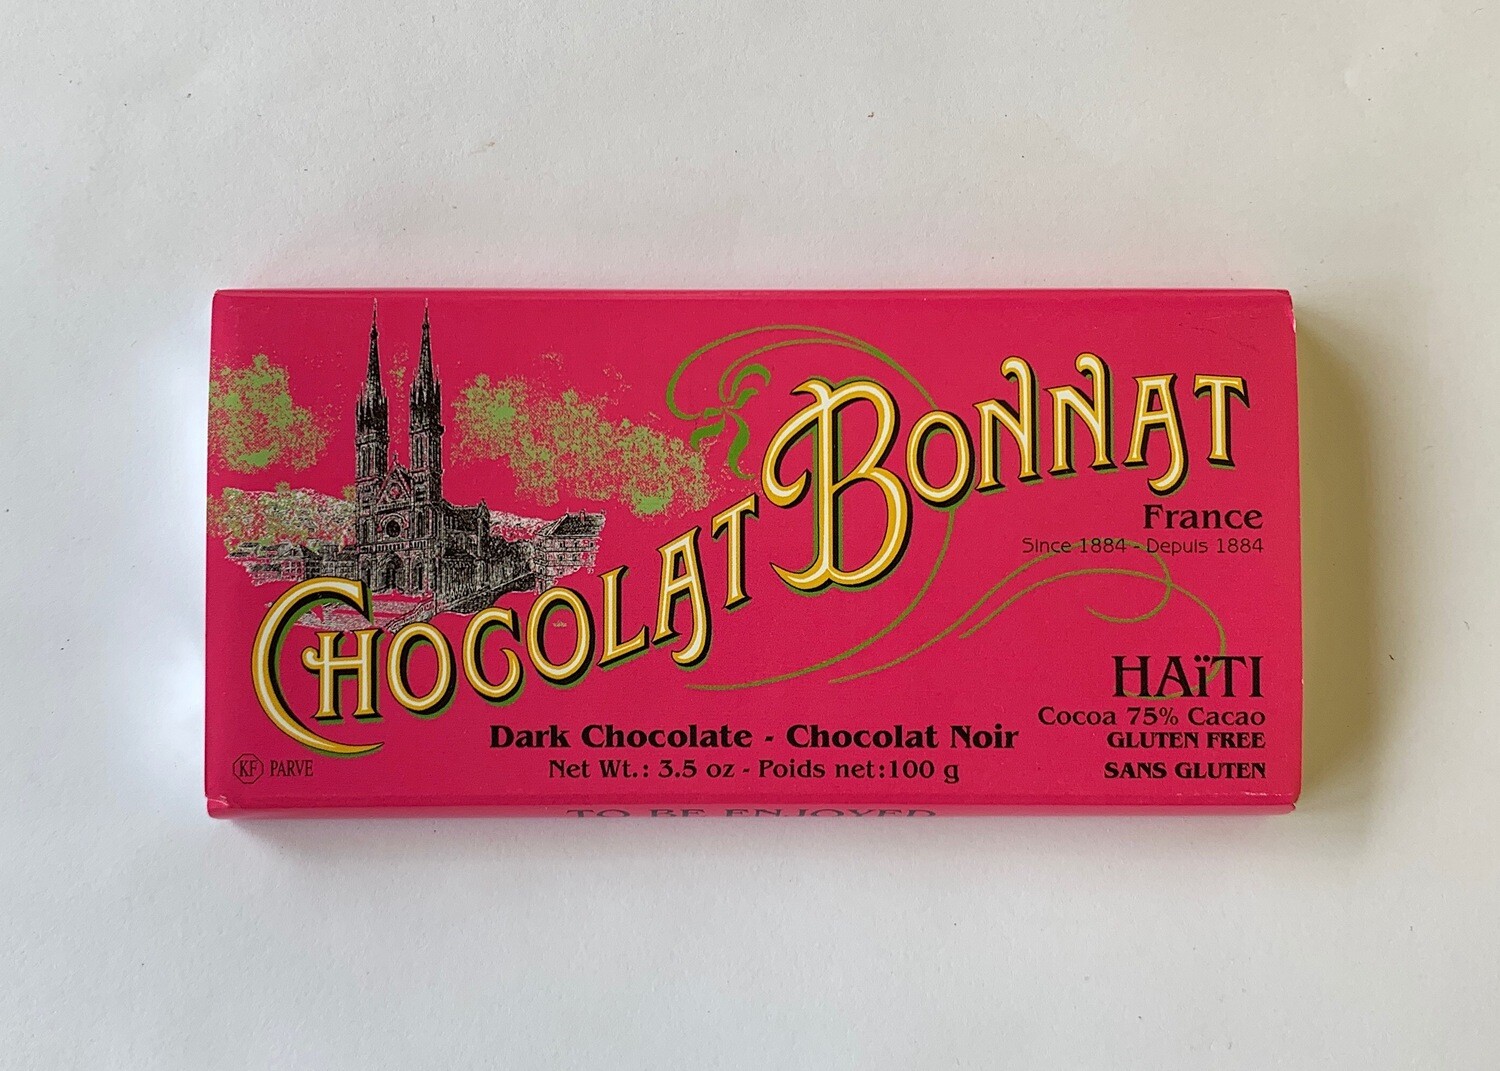 CHOCOLAT BONNAT
France
Since 1884 - Depuis 1884
HAïTI
Cocoa 75% Cacao
GLUTEN FREE
SANS GLUTEN
Dark Chocolate - Chocolat Noir
Net Wt.: 3.5 oz - Poids net:100 g
KF PARVE
TO BE ENJOYED